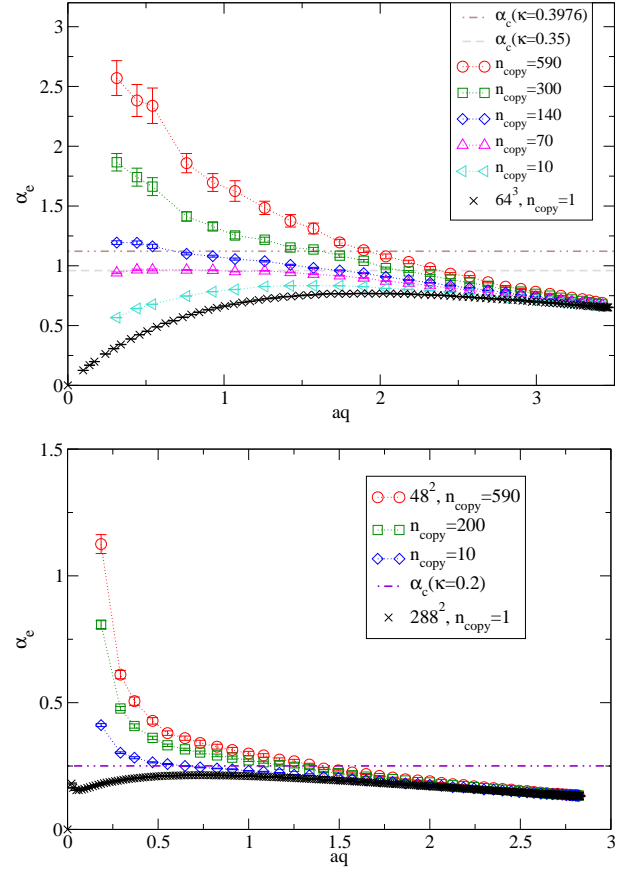 3
2.5
2
1.5
1
0.5
0
α_e
0
1
2
3
aq
α_c(κ=0.3976)
α_c(κ=0.35)
n_copy=590
n_copy=300
n_copy=140
n_copy=70
n_copy=10
64^3, n_copy=1
1.5
1
0.5
0
α_e
0
0.5
1
1.5
2
2.5
3
aq
48^2, n_copy=590
n_copy=200
n_copy=10
α_c(κ=0.2)
288^2, n_copy=1